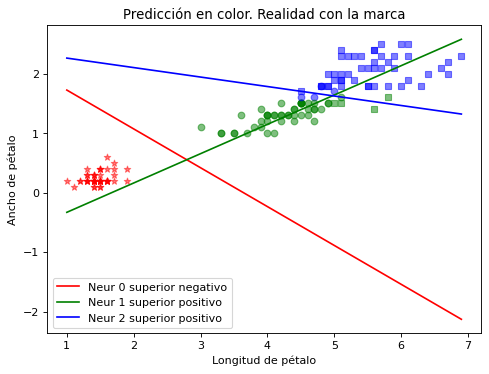 Predicción en color. Realidad con la marca
Ancho de pétalo
2
1
0
−1
−2
Neur 0 superior negativo
Neur 1 superior positivo
Neur 2 superior positivo
1 2 3 4 5 6 7
Longitud de pétalo